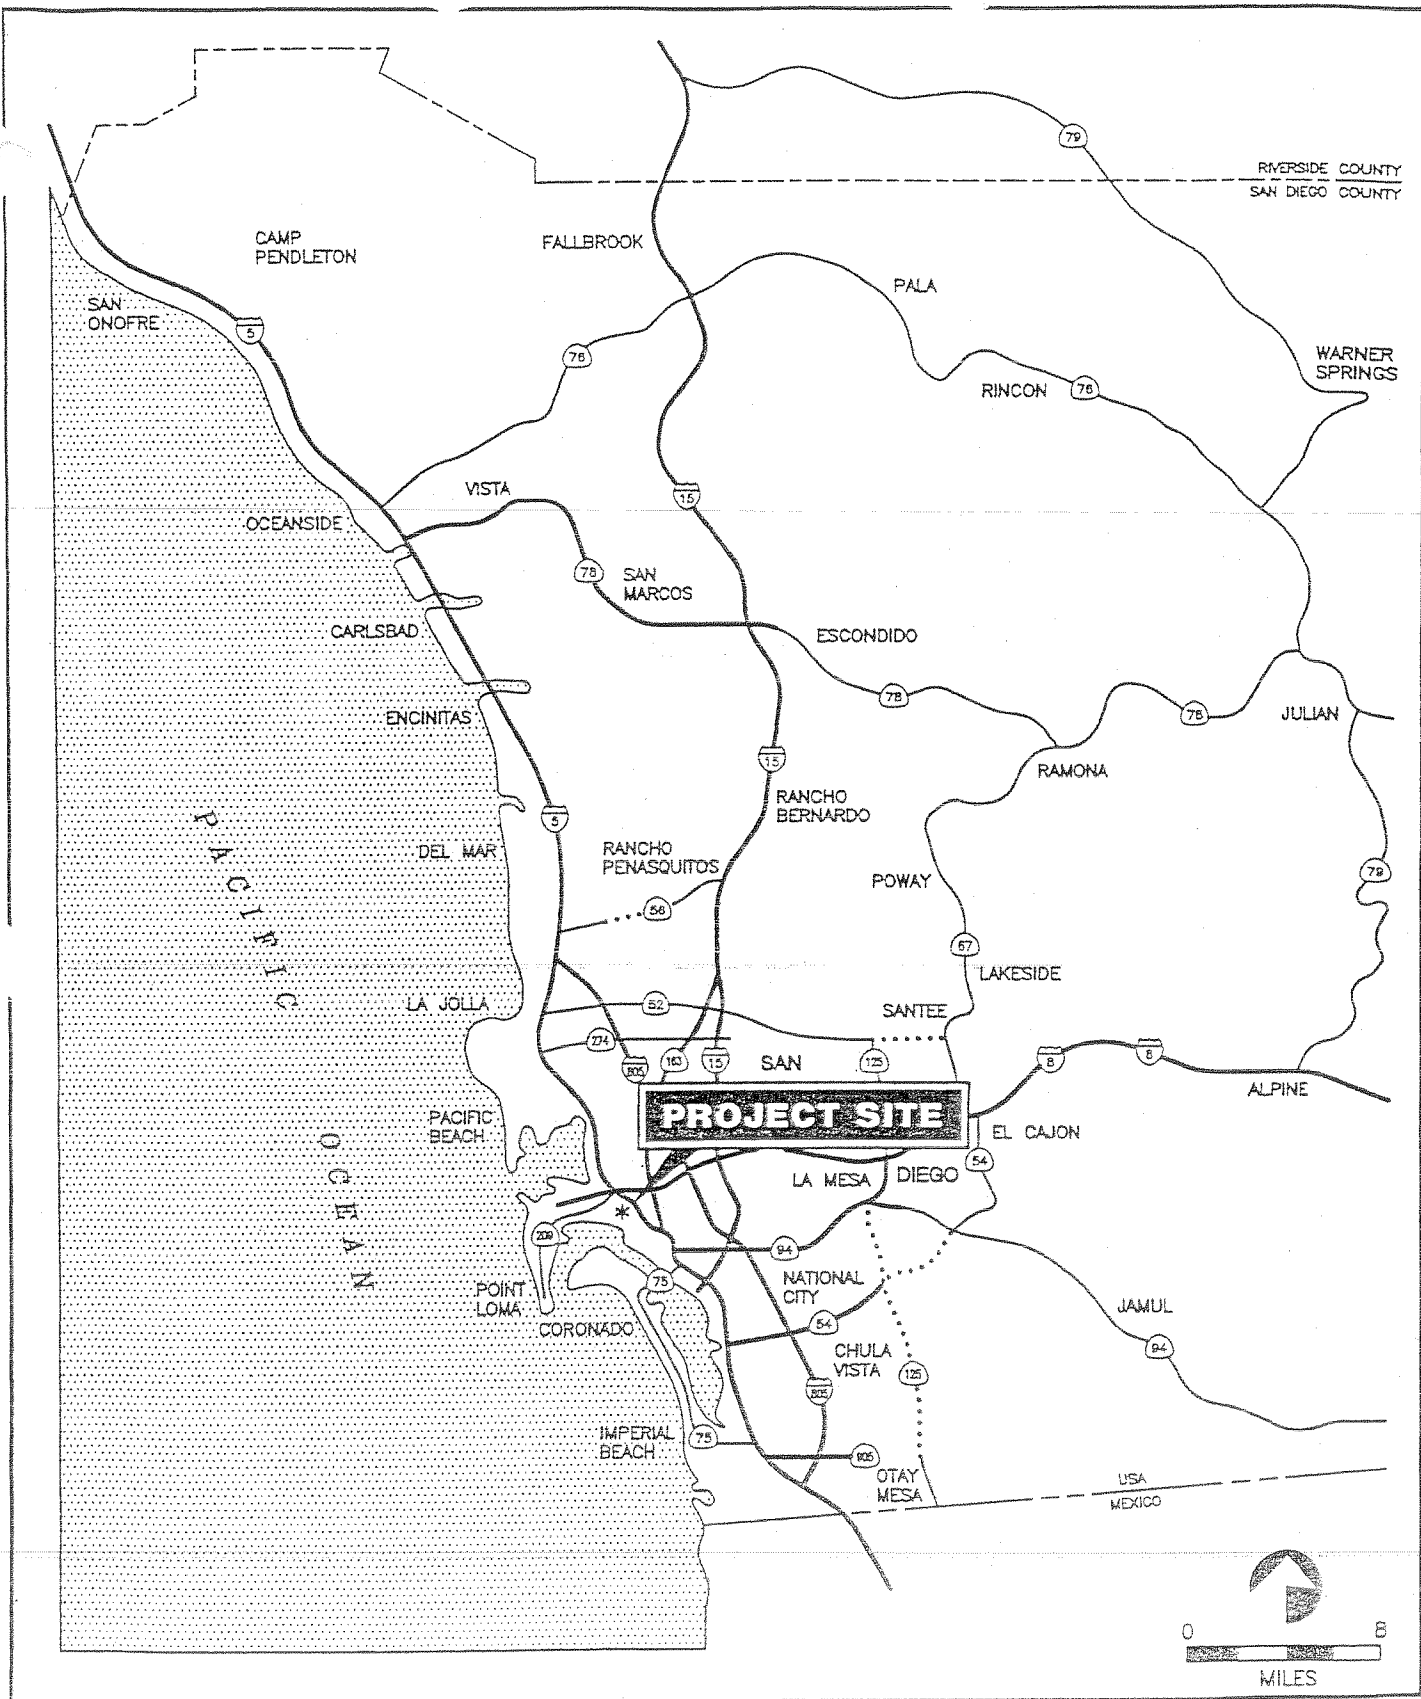 79
RIVERSIDE COUNTY
SAN DIEGO COUNTY
CAMP
PENDLETON
FALLBROOK
PALA
SAN
ONOFRE
5
76
WARNER
SPRINGS
RINCON
76
VISTA
15
OCEANSIDE
78
SAN
MARCOS
CARLSBAD
ESCONDIDO
78
ENCINITAS
78
JULIAN
15
RAMONA
RANCHO
BERNARDO
5
PACIFIC
DEL MAR
RANCHO
PENASQUITOS
POWAY
79
56
67
LAKESIDE
LA JOLLA
52
SANTEE
274
805
163
15
SAN
125
8
8
ALPINE
PROJECT SITE
PACIFIC
BEACH
EL CAJON
OCEAN
54
LA MESA
DIEGO
*
209
94
POINT
LOMA
75
NATIONAL
CITY
CORONADO
54
JAMUL
94
CHULA
VISTA
125
805
IMPERIAL
BEACH
75
905
OTAY
MESA
USA
MEXICO
0 8
MILES